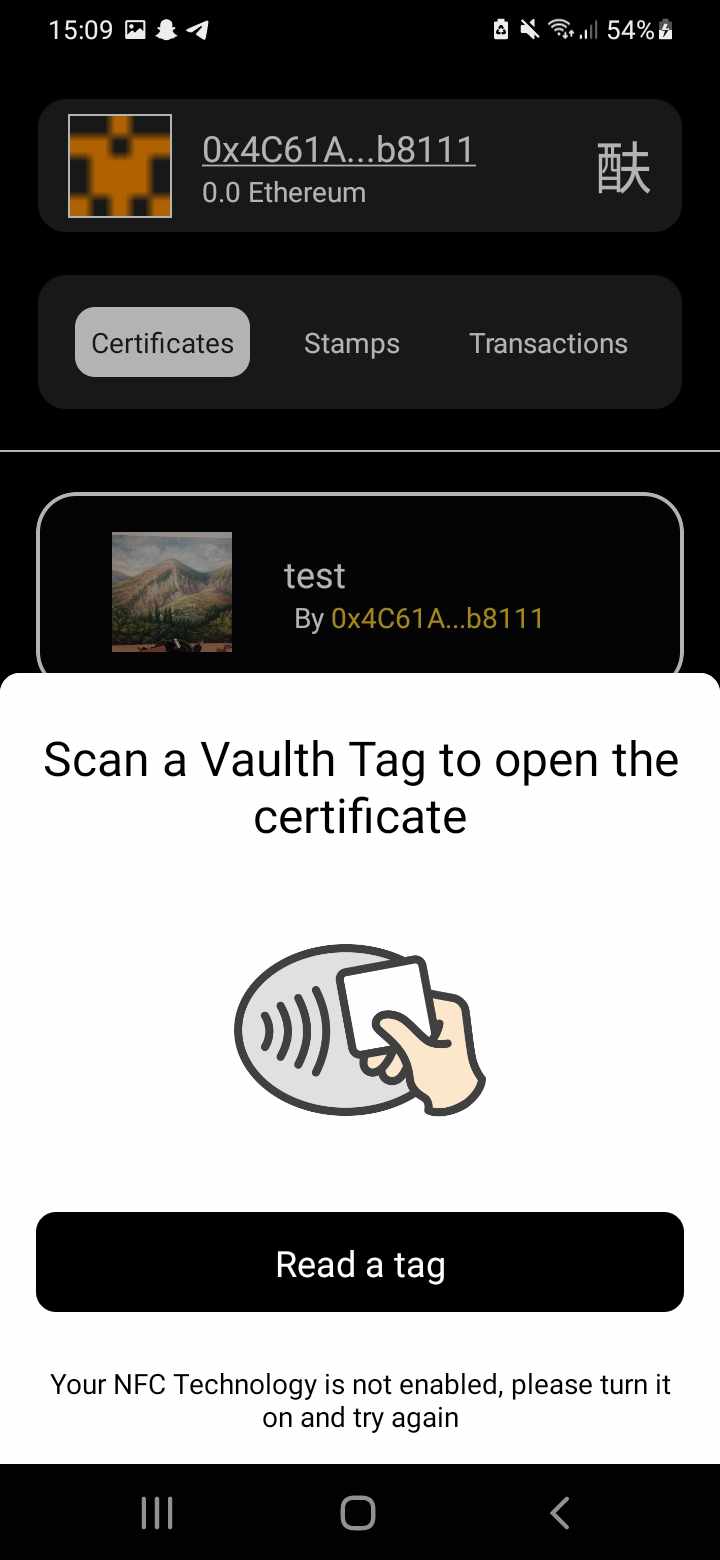 15:09 54%
0x4C61A...b8111
0.0 Ethereum
Certificates Stamps Transactions
test
By 0x4C61A...b8111
Scan a Vaulth Tag to open the
certificate
Read a tag
Your NFC Technology is not enabled, please turn it
on and try again